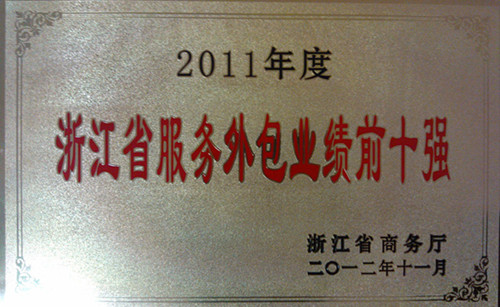 2011年度
浙江省服务外包业绩前十强
浙江省商务厅
二〇一二年十一月